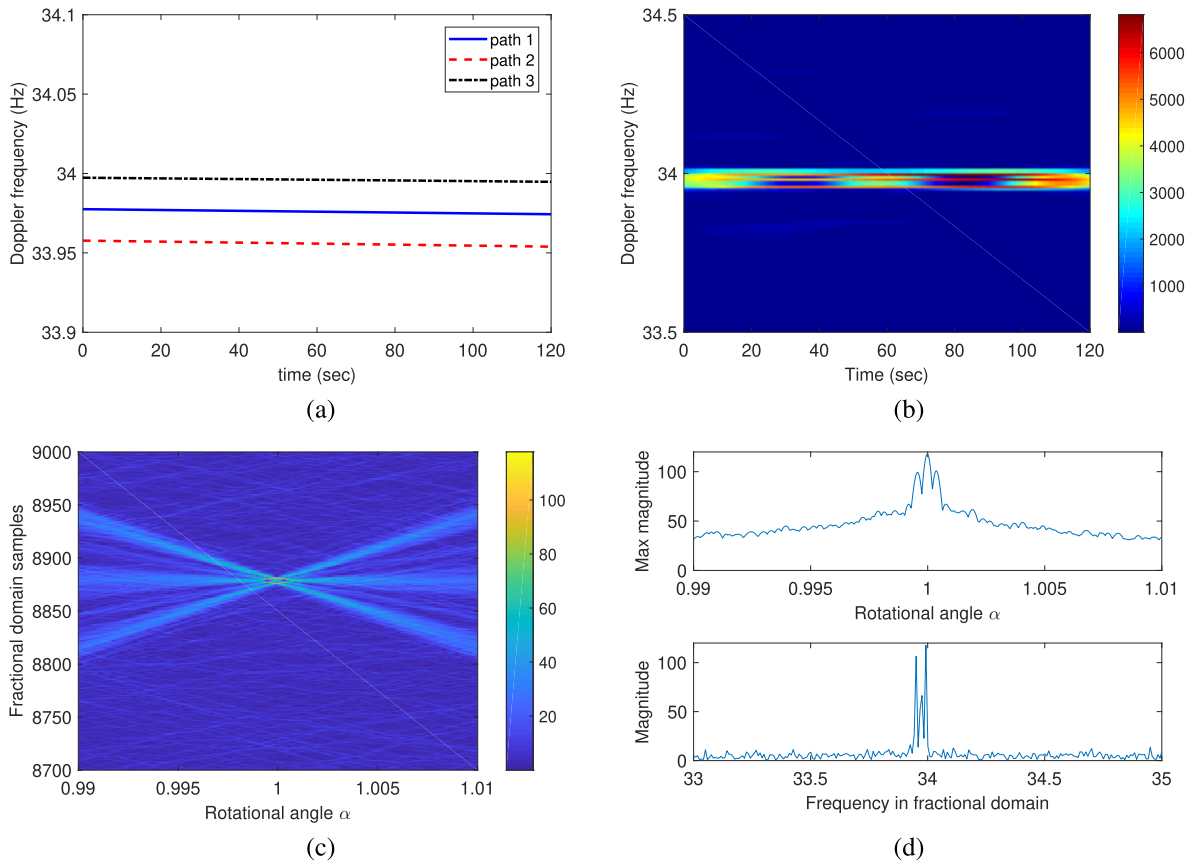 34.1
34.05
34
33.95
33.9
Doppler frequency (Hz)
path 1
path 2
path 3
0 20 40 60 80 100 120
time (sec)
(a)
34.5
34
33.5
Doppler frequency (Hz)
0 20 40 60 80 100 120
Time (sec)
6000
5000
4000
3000
2000
1000
(b)
9000
8950
8900
8850
8800
8750
8700
Fractional domain samples
0.99 0.995 1 1.005 1.01
Rotational angle α
100
80
60
40
20
(c)
100
50
0
Max magnitude
0.99 0.995 1 1.005 1.01
Rotational angle α
100
50
0
Magnitude
33 33.5 34 34.5 35
Frequency in fractional domain
(d)